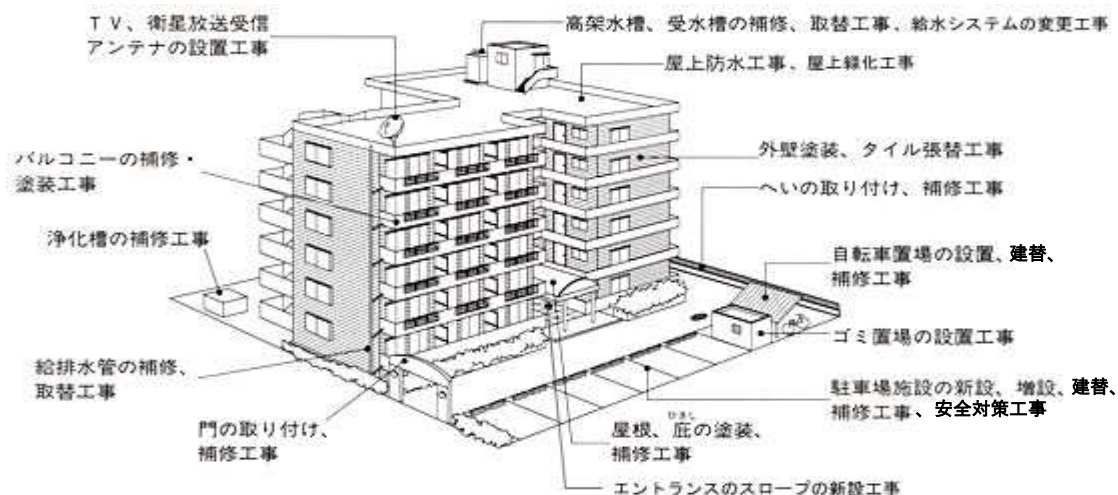 TV、衛星放送受信
アンテナの設置工事
高架水槽、受水槽の補修、取替工事、給水システムの変更工事
屋上防水工事、屋上緑化工事
バルコニーの補修・
塗装工事
外壁塗装、タイル張替工事
へいの取り付け、補修工事
浄化槽の補修工事
自転車置場の設置、建替、
補修工事
ゴミ置場の設置工事
給排水管の補修、
取替工事
駐車場施設の新設、増設、建替、
補修工事、安全対策工事
門の取り付け、
補修工事
ひさし
屋根、庇の塗装、
補修工事
エントランスのスロープの新設工事